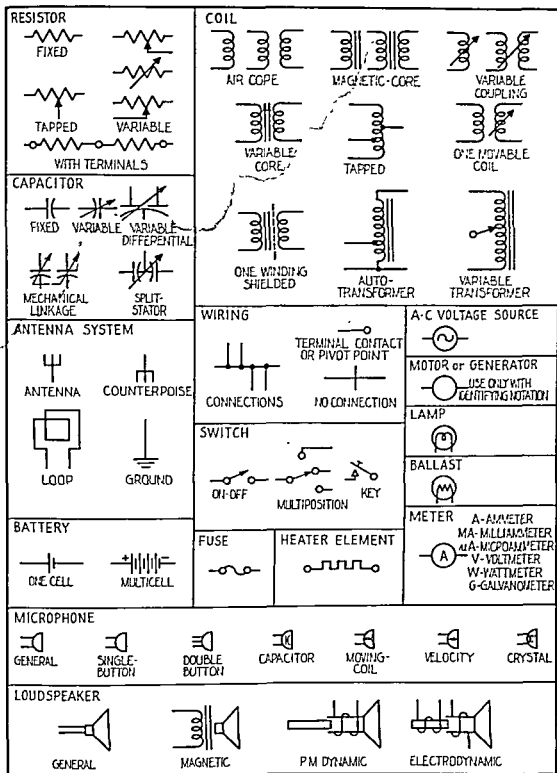 RESISTOR
FIXED
TAPPED
VARIABLE
WITH TERMINALS
CAPACITOR
FIXED
VARIABLE
VARIABLE
DIFFERENTIAL
MECHANICAL
LINKAGE
SPLIT-
STATOR
ANTENNA SYSTEM
ANTENNA
COUNTERPOISE
LOOP
GROUND
BATTERY
ONE CELL
MULTICELL
COIL
AIR COPE
MAGNETIC-CORE
VARIABLE
COUPLING
VARIABLE
CORE
TAPPED
ONE MOVABLE
COIL
ONE WINDING
SHIELDED
AUTO-
TRANSFORMER
VARIABLE
TRANSFORMER
WIRING
TERMINAL CONTACT
OR PIVOT POINT
CONNECTIONS
NO CONNECTION
SWITCH
ON-OFF
MULTIPOSITION
KEY
FUSE
HEATER ELEMENT
A-C VOLTAGE SOURCE
MOTOR or GENERATOR
USE ONLY WITH
IDENTIFYING NOTATION
LAMP
BALLAST
METER
A
A-AMMETER
MA-MILLIAMMETER
μA-MICROAMMETER
V-VOLTMETER
W-WATTMETER
G-GALVANOMETER
MICROPHONE
GENERAL
SINGLE-
BUTTON
DOUBLE
BUTTON
CAPACITOR
MOVING-
COIL
VELOCITY
CRYSTAL
LOUDSPEAKER
GENERAL
MAGNETIC
PM DYNAMIC
ELECTRODYNAMIC